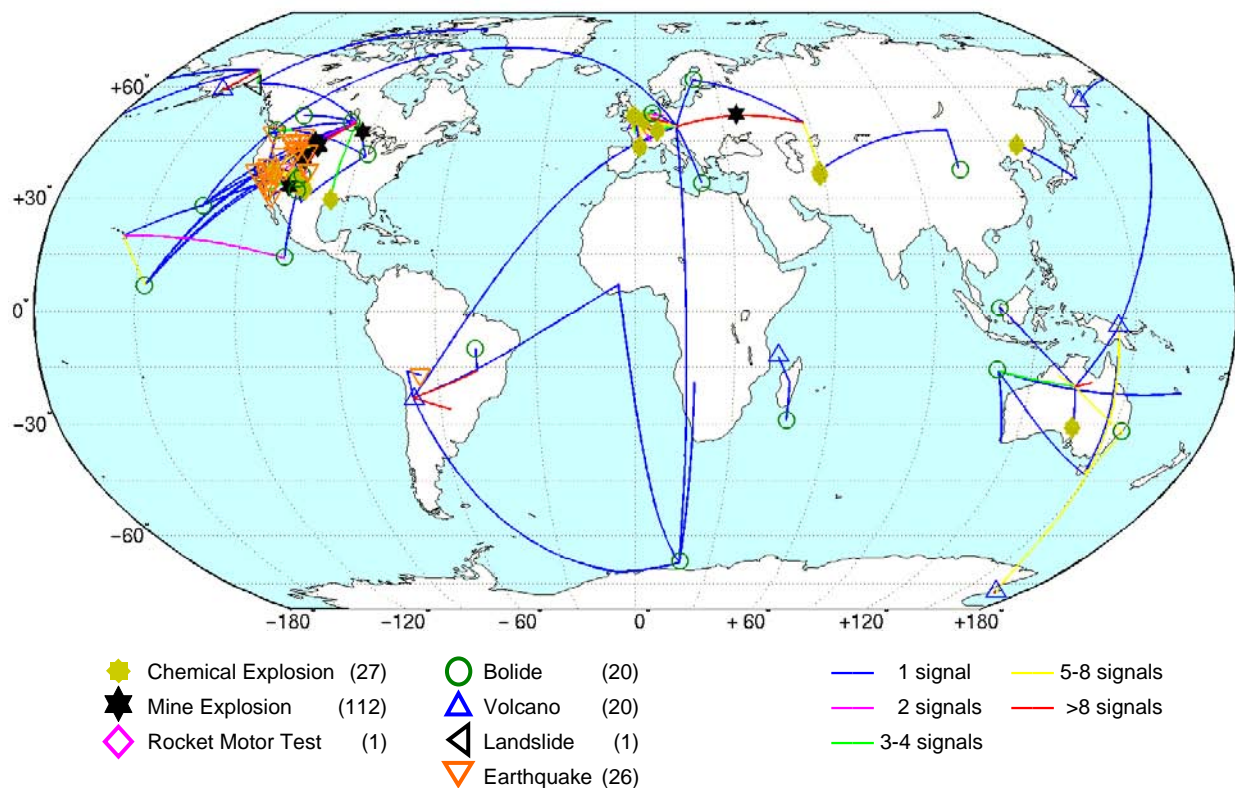 +60°
+30°
0°
−30°
−60°
−180° −120° −60° 0° +60° +120° +180°
Chemical Explosion (27)
Mine Explosion (112)
Rocket Motor Test (1)
Bolide (20)
Volcano (20)
Landslide (1)
Earthquake (26)
1 signal
2 signals
3-4 signals
5-8 signals
>8 signals